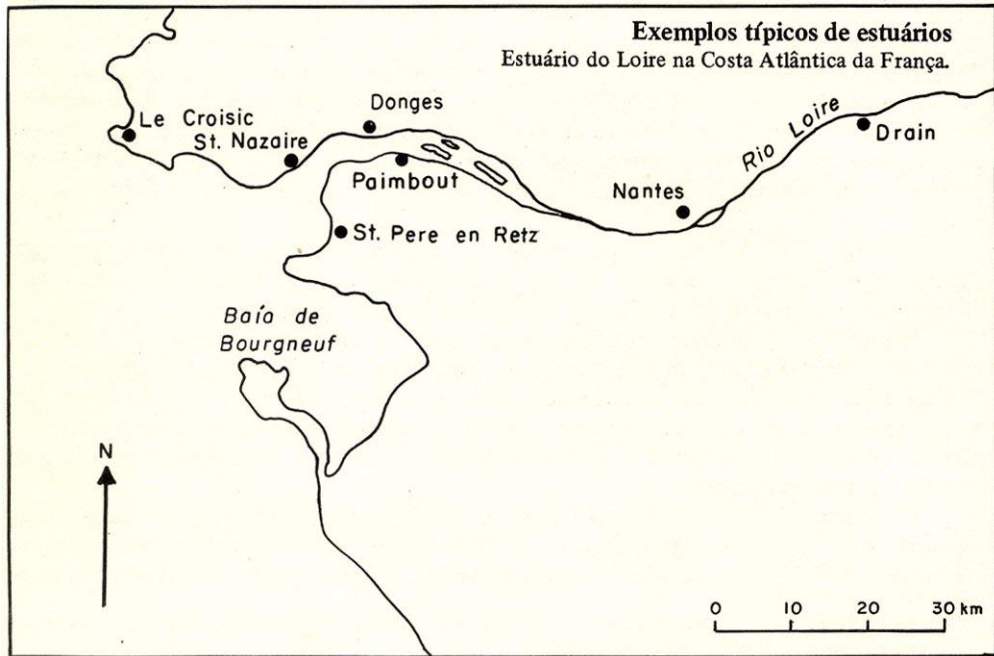 Exemplos típicos de estuários
Estuário do Loire na Costa Atlântica da França.
Le Croisic
St. Nazaire
Donges
Paimbout
St. Pere en Retz
Nantes
Rio Loire
Drain
Baía de
Bourgneuf
N
0 10 20 30 km